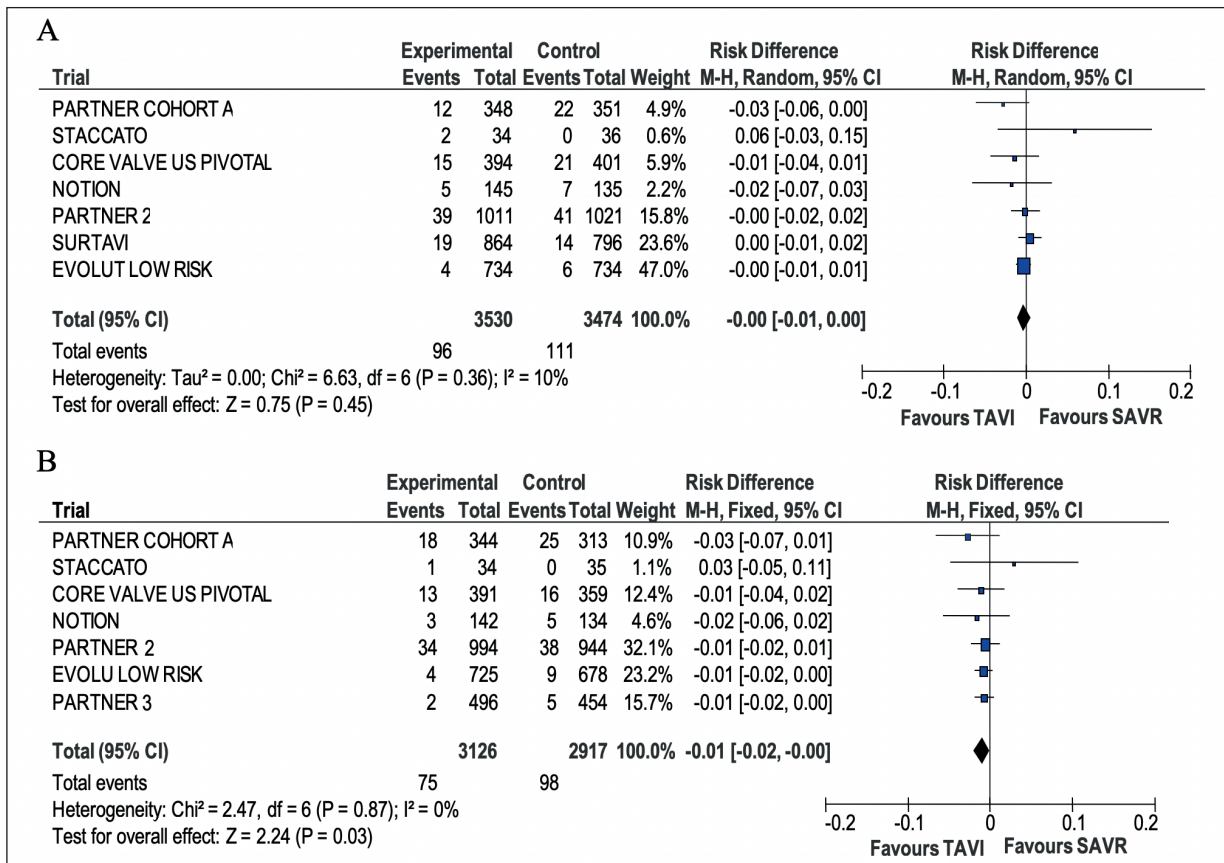 A
Experimental Control Risk Difference Risk Difference
Trial Events Total Events Total Weight M-H, Random, 95% CI M-H, Random, 95% CI
PARTNER COHORT A 12 348 22 351 4.9% -0.03 [-0.06, 0.00]
STACCATO 2 34 0 36 0.6% 0.06 [-0.03, 0.15]
CORE VALVE US PIVOTAL 15 394 21 401 5.9% -0.01 [-0.04, 0.01]
NOTION 5 145 7 135 2.2% -0.02 [-0.07, 0.03]
PARTNER 2 39 1011 41 1021 15.8% -0.00 [-0.02, 0.02]
SURTAVI 19 864 14 796 23.6% 0.00 [-0.01, 0.02]
EVOLUT LOW RISK 4 734 6 734 47.0% -0.00 [-0.01, 0.01]
Total (95% CI) 3530 3474 100.0% -0.00 [-0.01, 0.00]
Total events 96 111
Heterogeneity: Tau² = 0.00; Chi² = 6.63, df = 6 (P = 0.36); I² = 10%
Test for overall effect: Z = 0.75 (P = 0.45)
-0.2 -0.1 0 0.1 0.2
Favours TAVI Favours SAVR
B
Experimental Control Risk Difference Risk Difference
Trial Events Total Events Total Weight M-H, Fixed, 95% CI M-H, Fixed, 95% CI
PARTNER COHORT A 18 344 25 313 10.9% -0.03 [-0.07, 0.01]
STACCATO 1 34 0 35 1.1% 0.03 [-0.05, 0.11]
CORE VALVE US PIVOTAL 13 391 16 359 12.4% -0.01 [-0.04, 0.02]
NOTION 3 142 5 134 4.6% -0.02 [-0.06, 0.02]
PARTNER 2 34 994 38 944 32.1% -0.01 [-0.02, 0.01]
EVOLU LOW RISK 4 725 9 678 23.2% -0.01 [-0.02, 0.00]
PARTNER 3 2 496 5 454 15.7% -0.01 [-0.02, 0.00]
Total (95% CI) 3126 2917 100.0% -0.01 [-0.02, -0.00]
Total events 75 98
Heterogeneity: Chi² = 2.47, df = 6 (P = 0.87); I² = 0%
Test for overall effect: Z = 2.24 (P = 0.03)
-0.2 -0.1 0 0.1 0.2
Favours TAVI Favours SAVR